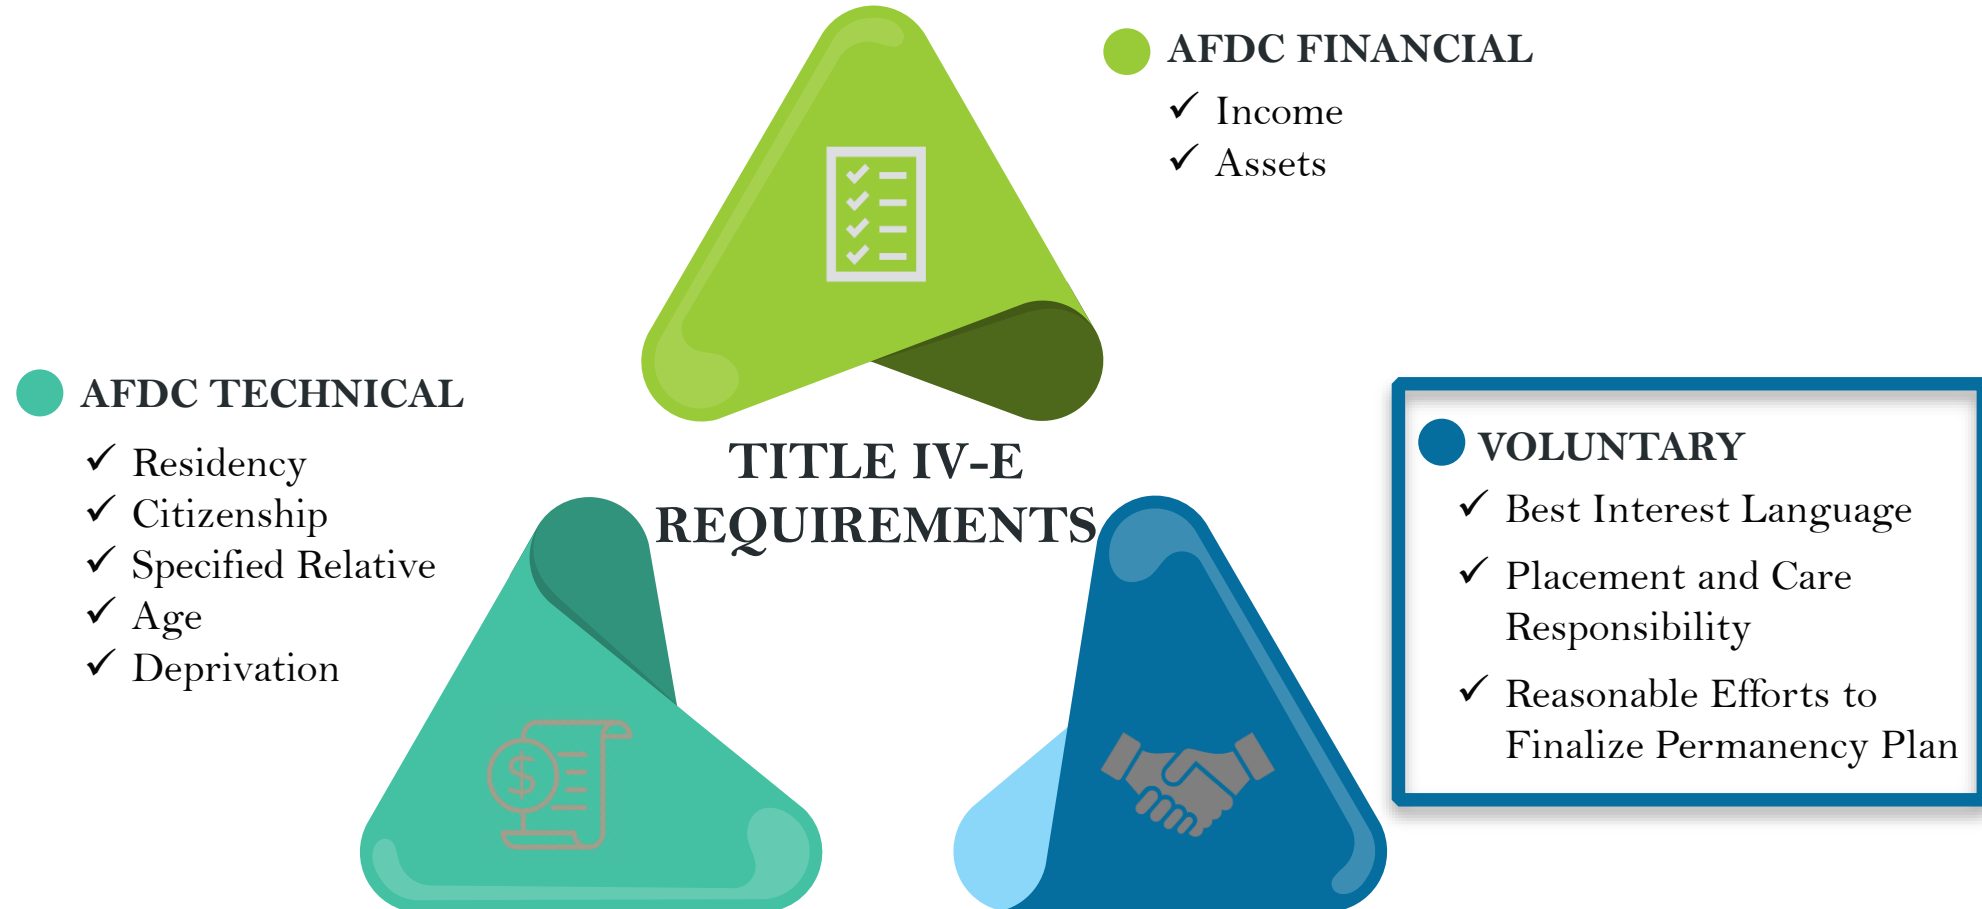 AFDC FINANCIAL
✓ Income
✓ Assets
AFDC TECHNICAL
✓ Residency
✓ Citizenship
✓ Specified Relative
✓ Age
✓ Deprivation
TITLE IV-E
REQUIREMENTS
$
VOLUNTARY
✓ Best Interest Language
✓ Placement and Care
Responsibility
✓ Reasonable Efforts to
Finalize Permanency Plan